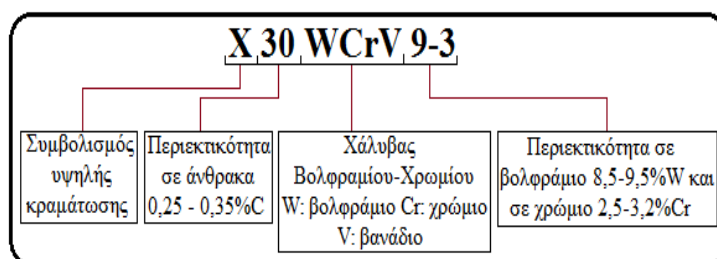 X 30 WCrV 9-3
Συμβολισμός
υψηλής
κραμάτωσης
Περιεκτικότητα
σε άνθρακα
0,25 - 0,35%C
Χάλυβας
Βολφραμίου-Χρωμίου
W: βολφράμιο Cr: χρώμιο
V: βανάδιο
Περιεκτικότητα σε
βολφράμιο 8,5-9,5%W και
σε χρώμιο 2,5-3,2%Cr